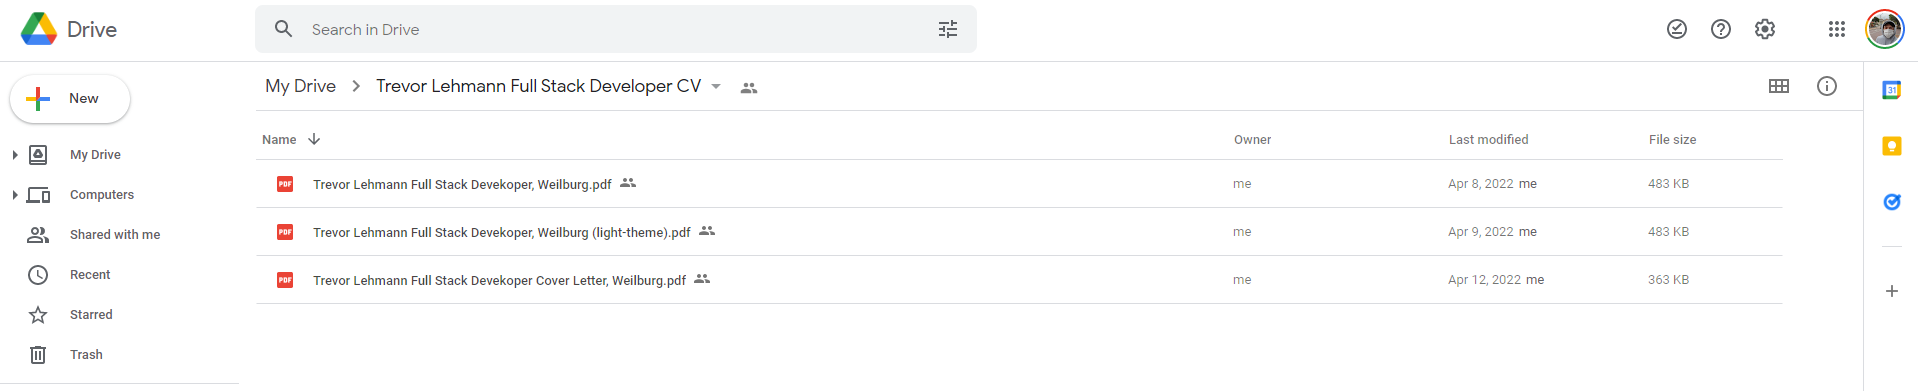 Drive
Search in Drive
New
My Drive
Computers
Shared with me
Recent
Starred
Trash
My Drive > Trevor Lehmann Full Stack Developer CV
Name Owner Last modified File size
PDF Trevor Lehmann Full Stack Devekoper, Weilburg.pdf me Apr 8, 2022 me 483 KB
PDF Trevor Lehmann Full Stack Devekoper, Weilburg (light-theme).pdf me Apr 9, 2022 me 483 KB
PDF Trevor Lehmann Full Stack Devekoper Cover Letter, Weilburg.pdf me Apr 12, 2022 me 363 KB
31